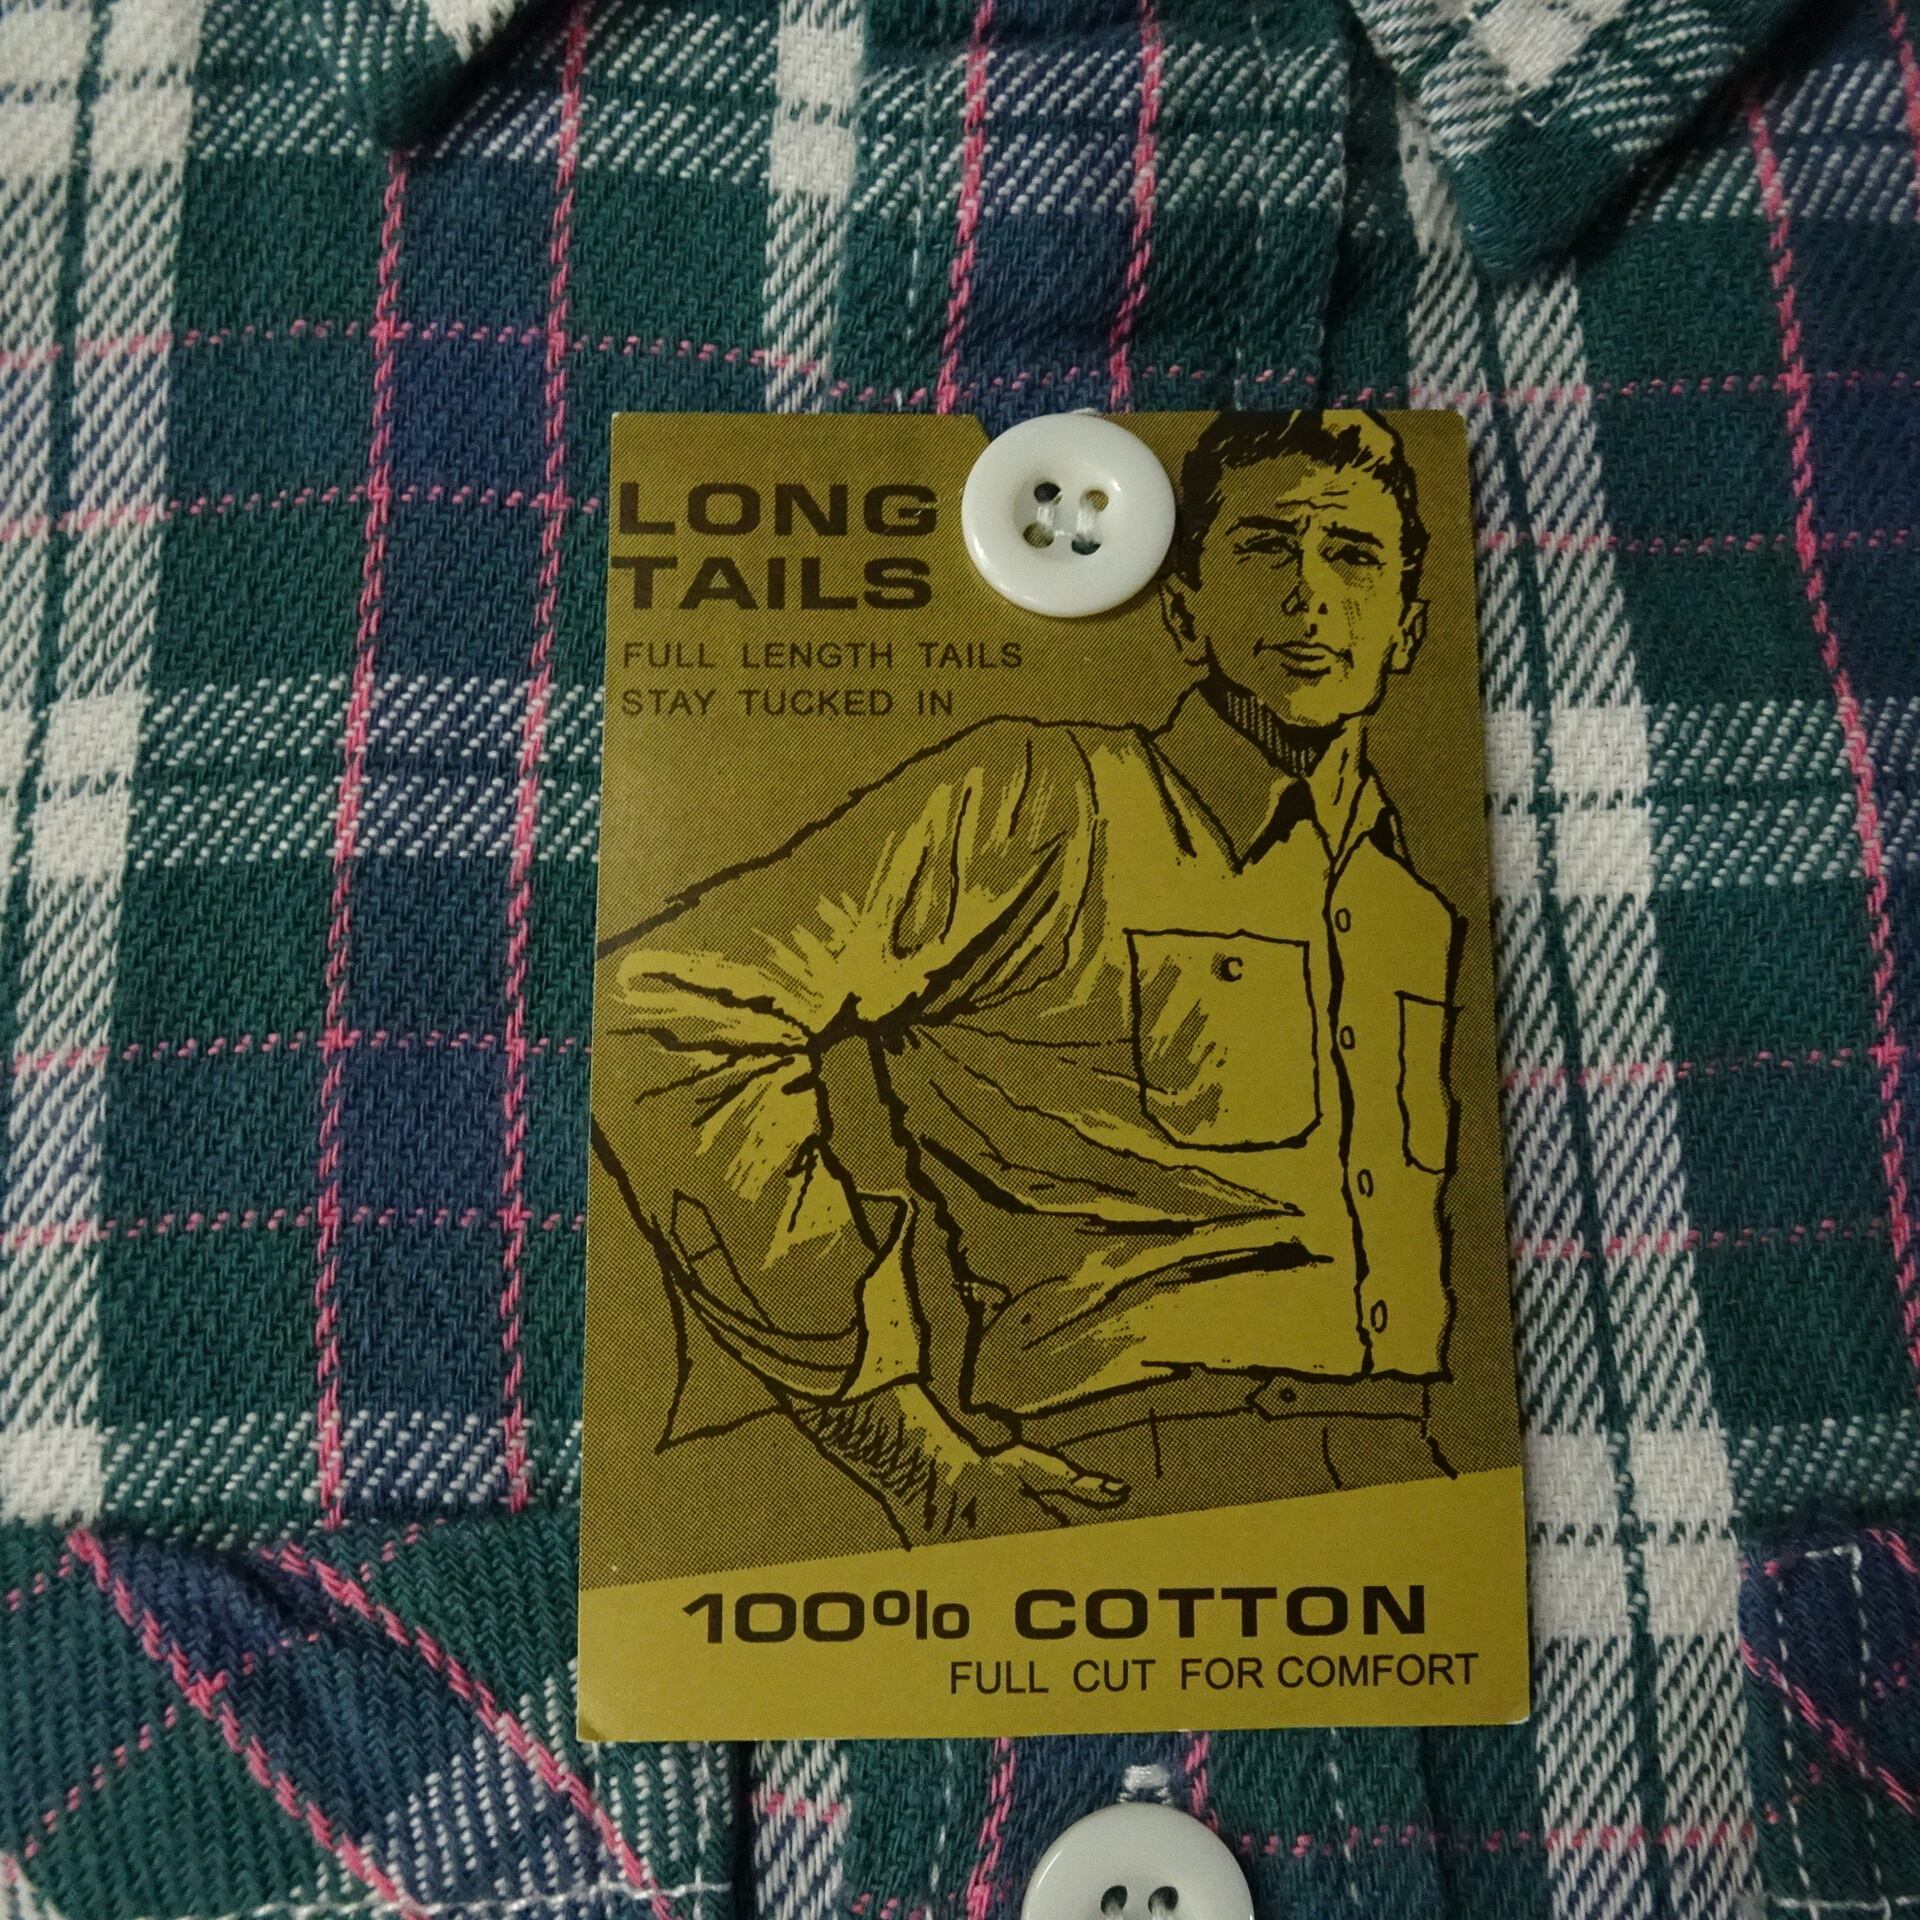 LONG
TAILS
FULL LENGTH TAILS
STAY TUCKED IN
C
100% COTTON
FULL CUT FOR COMFORT